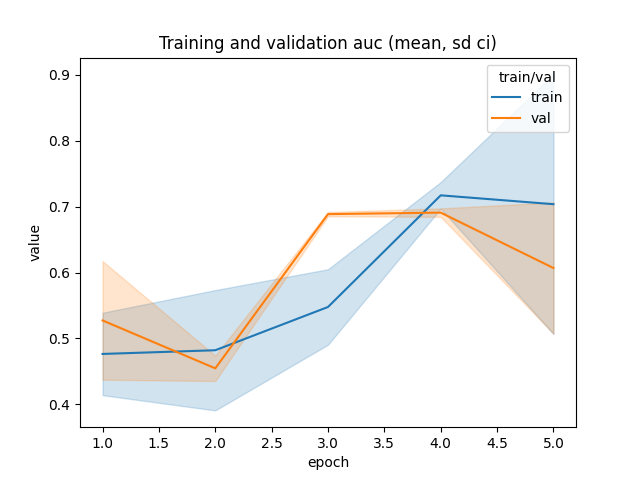 Training and validation auc (mean, sd ci)
train/val
train
val
value
0.9
0.8
0.7
0.6
0.5
0.4
1.0 1.5 2.0 2.5 3.0 3.5 4.0 4.5 5.0
epoch